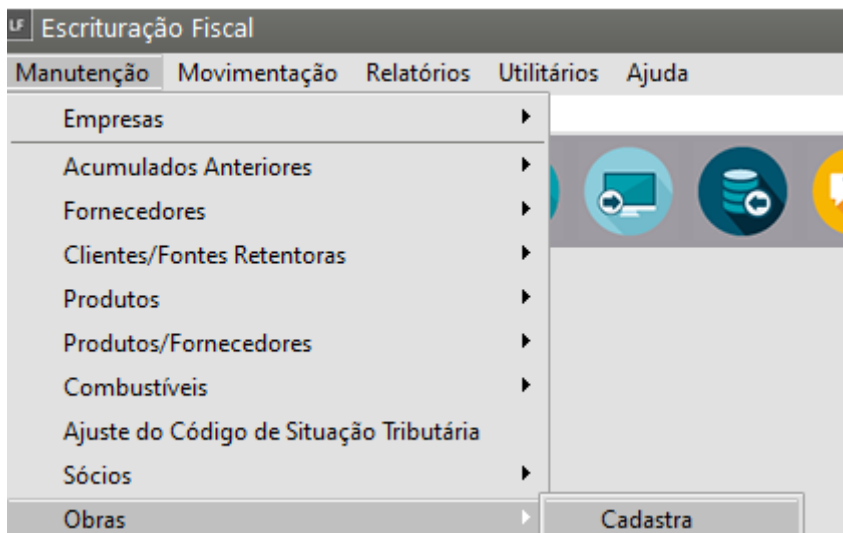 LF Escrituração Fiscal
Manutenção Movimentação Relatórios Utilitários Ajuda
Empresas
Acumulados Anteriores
Fornecedores
Clientes/Fontes Retentoras
Produtos
Produtos/Fornecedores
Combustíveis
Ajuste do Código de Situação Tributária
Sócios
Obras Cadastra